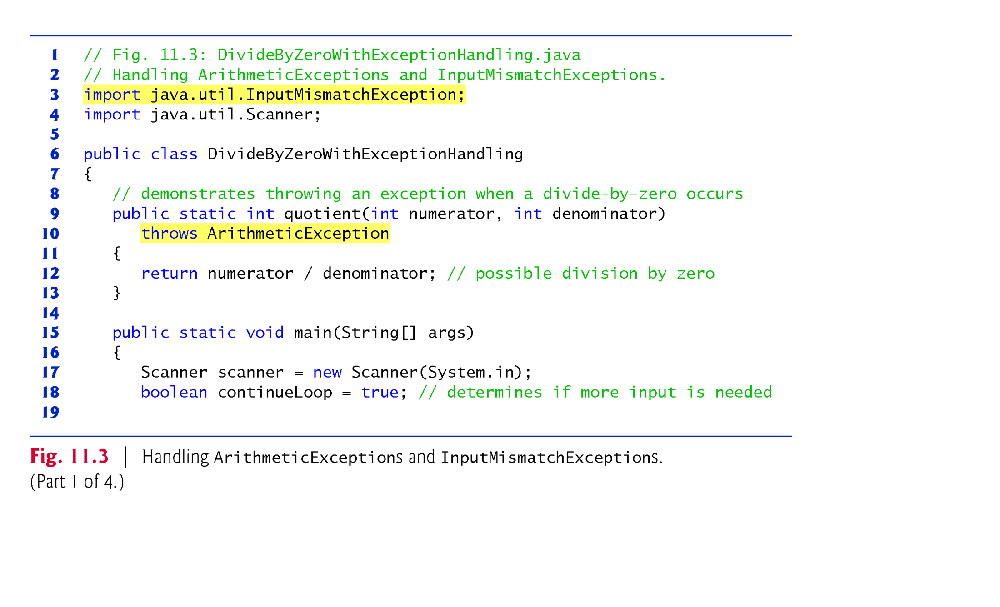 1 // Fig. 11.3: DivideByZeroWithExceptionHandling.java
2 // Handling ArithmeticExceptions and InputMismatchExceptions.
3 import java.util.InputMismatchException;
4 import java.util.Scanner;
5
6 public class DivideByZeroWithExceptionHandling
7 {
8    // demonstrates throwing an exception when a divide-by-zero occurs
9    public static int quotient(int numerator, int denominator)
10       throws ArithmeticException
11    {
12       return numerator / denominator; // possible division by zero
13    }
14
15    public static void main(String[] args)
16    {
17       Scanner scanner = new Scanner(System.in);
18       boolean continueLoop = true; // determines if more input is needed
19
Fig. 11.3 | Handling ArithmeticExceptions and InputMismatchExceptions.
(Part 1 of 4.)